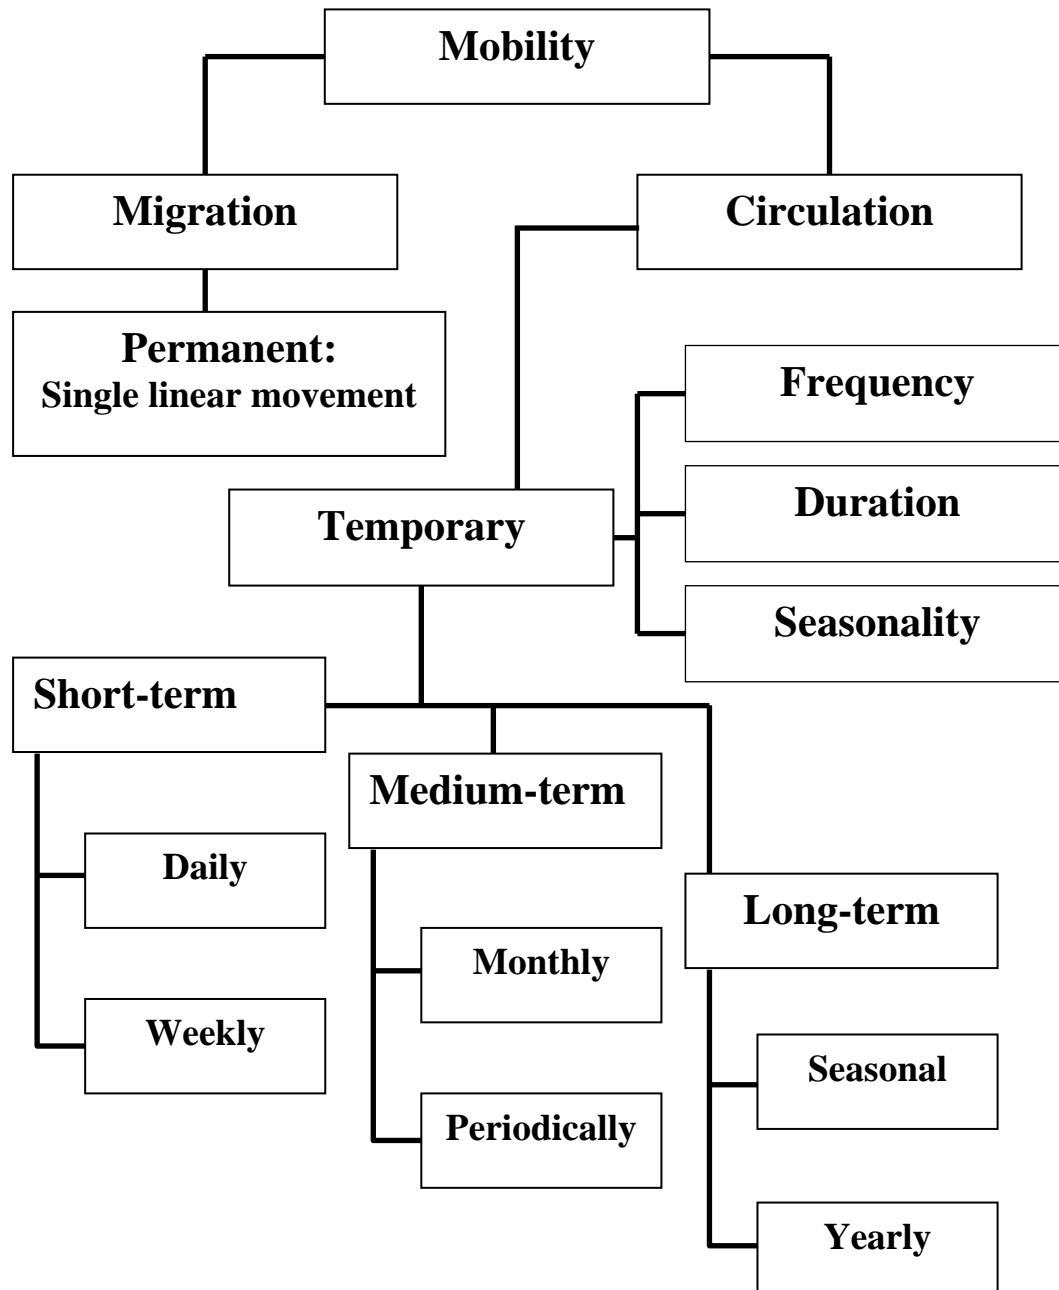 Mobility
Migration
Circulation
Permanent:
Single linear movement
Frequency
Duration
Temporary
Seasonality
Short-term
Medium-term
Daily
Long-term
Monthly
Weekly
Seasonal
Periodically
Yearly